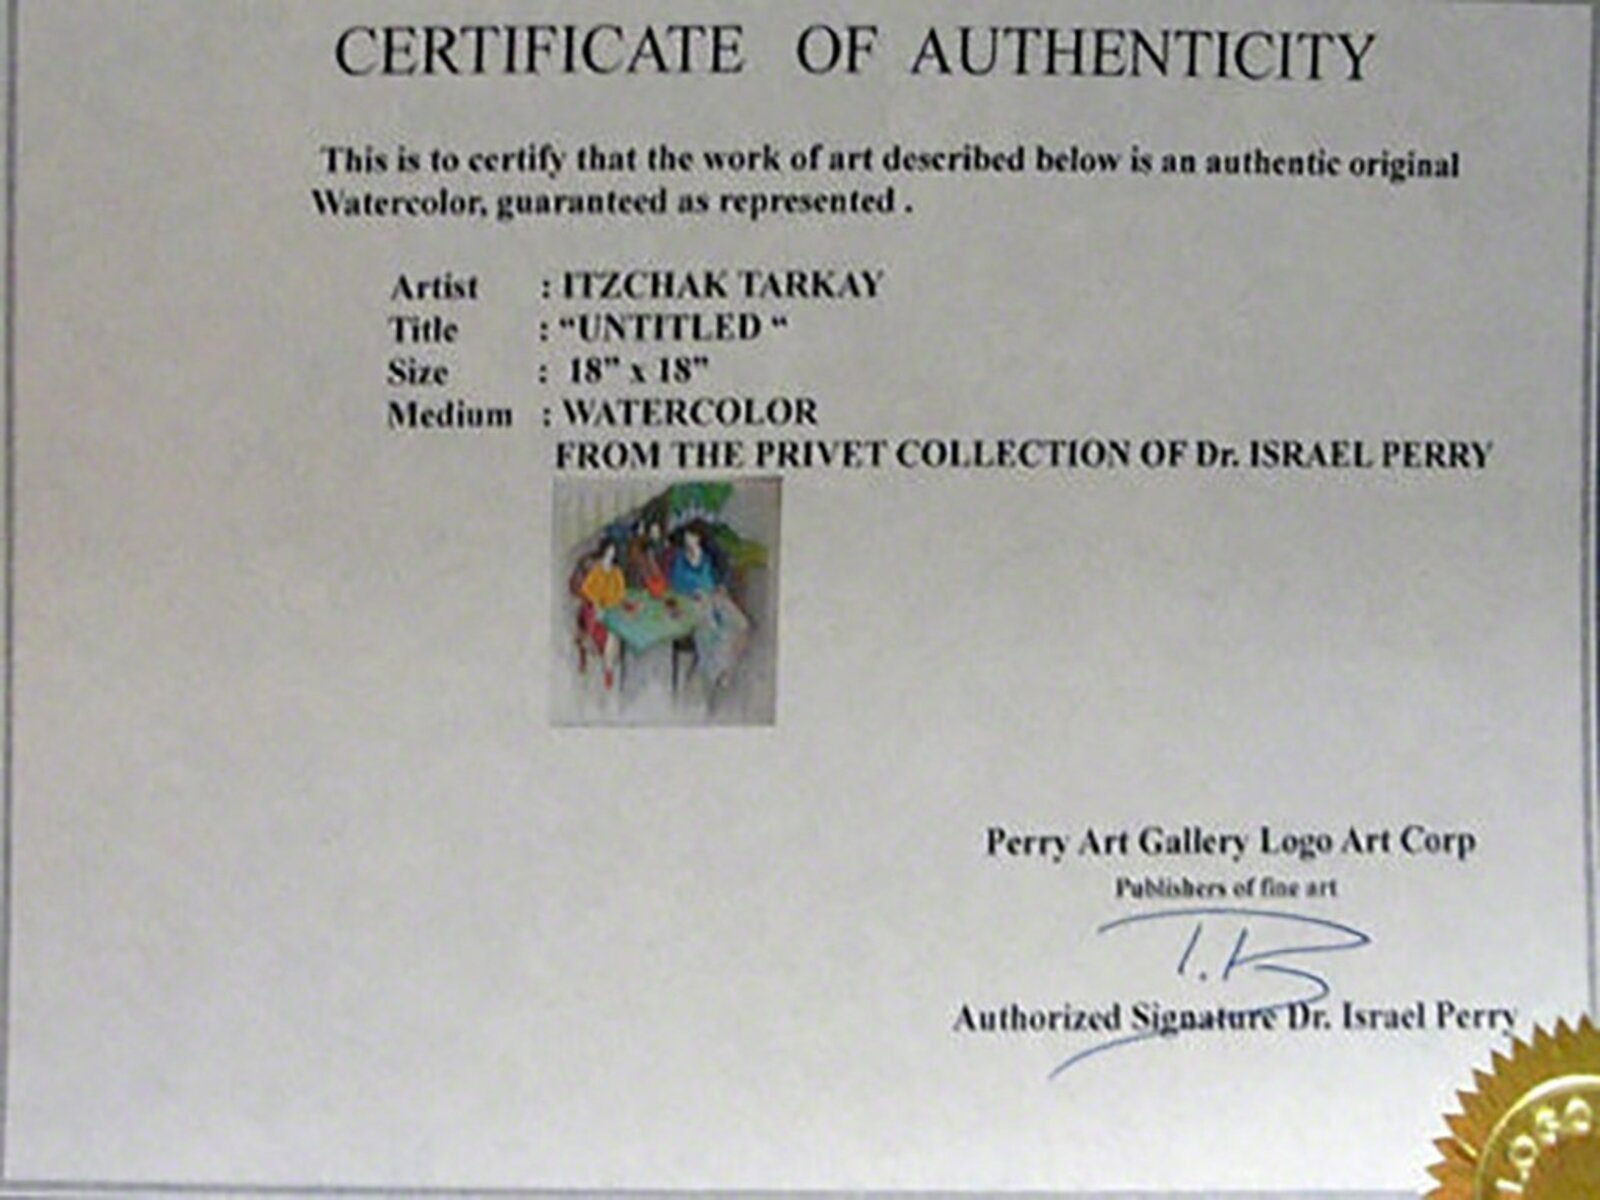 CERTIFICATE OF AUTHENTICITY
This is to certify that the work of art described below is an authentic original
Watercolor, guaranteed as represented .
Artist : ITZCHAK TARKAY
Title : “UNTITLED “
Size : 18” x 18”
Medium : WATERCOLOR
FROM THE PRIVET COLLECTION OF Dr. ISRAEL PERRY
Perry Art Gallery Logo Art Corp
Publishers of fine art
Authorized Signature Dr. Israel Perry